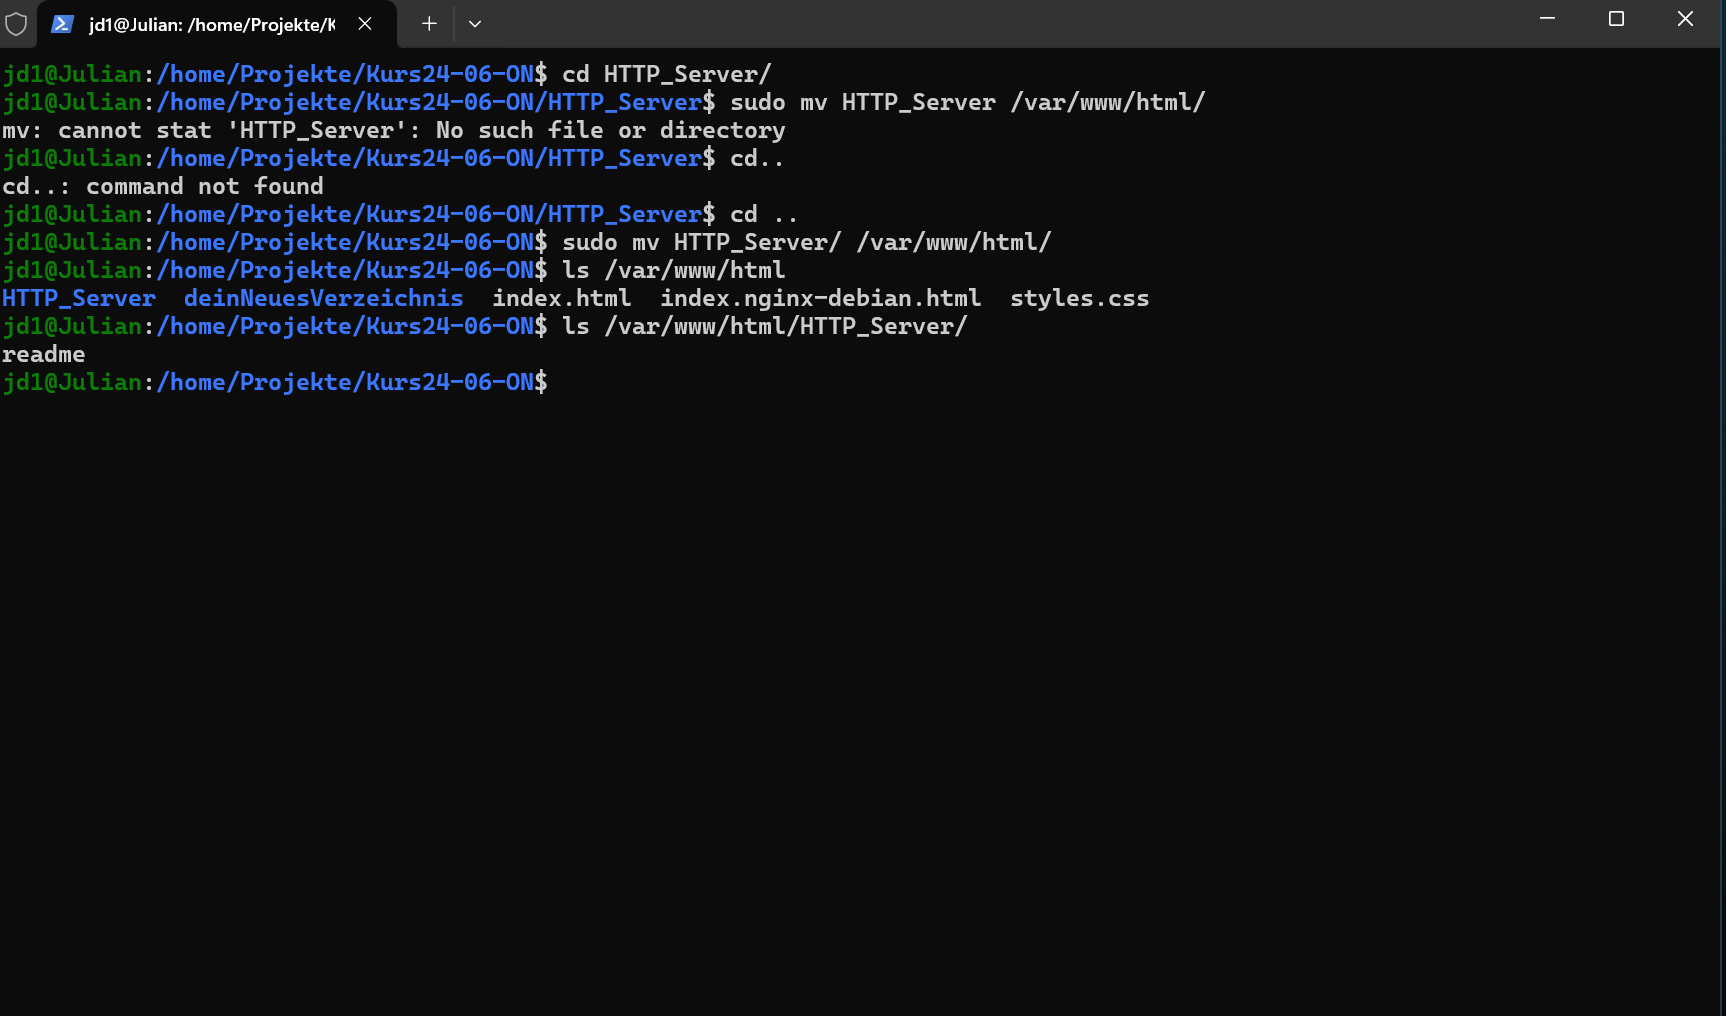 jd1@Julian: /home/Projekte/K
jd1@Julian:/home/Projekte/Kurs24-06-ON$ cd HTTP_Server/
jd1@Julian:/home/Projekte/Kurs24-06-ON/HTTP_Server$ sudo mv HTTP_Server /var/www/html/
mv: cannot stat 'HTTP_Server': No such file or directory
jd1@Julian:/home/Projekte/Kurs24-06-ON/HTTP_Server$ cd..
cd..: command not found
jd1@Julian:/home/Projekte/Kurs24-06-ON/HTTP_Server$ cd ..
jd1@Julian:/home/Projekte/Kurs24-06-ON$ sudo mv HTTP_Server/ /var/www/html/
jd1@Julian:/home/Projekte/Kurs24-06-ON$ ls /var/www/html
HTTP_Server  deinNeuesVerzeichnis  index.html  index.nginx-debian.html  styles.css
jd1@Julian:/home/Projekte/Kurs24-06-ON$ ls /var/www/html/HTTP_Server/
readme
jd1@Julian:/home/Projekte/Kurs24-06-ON$